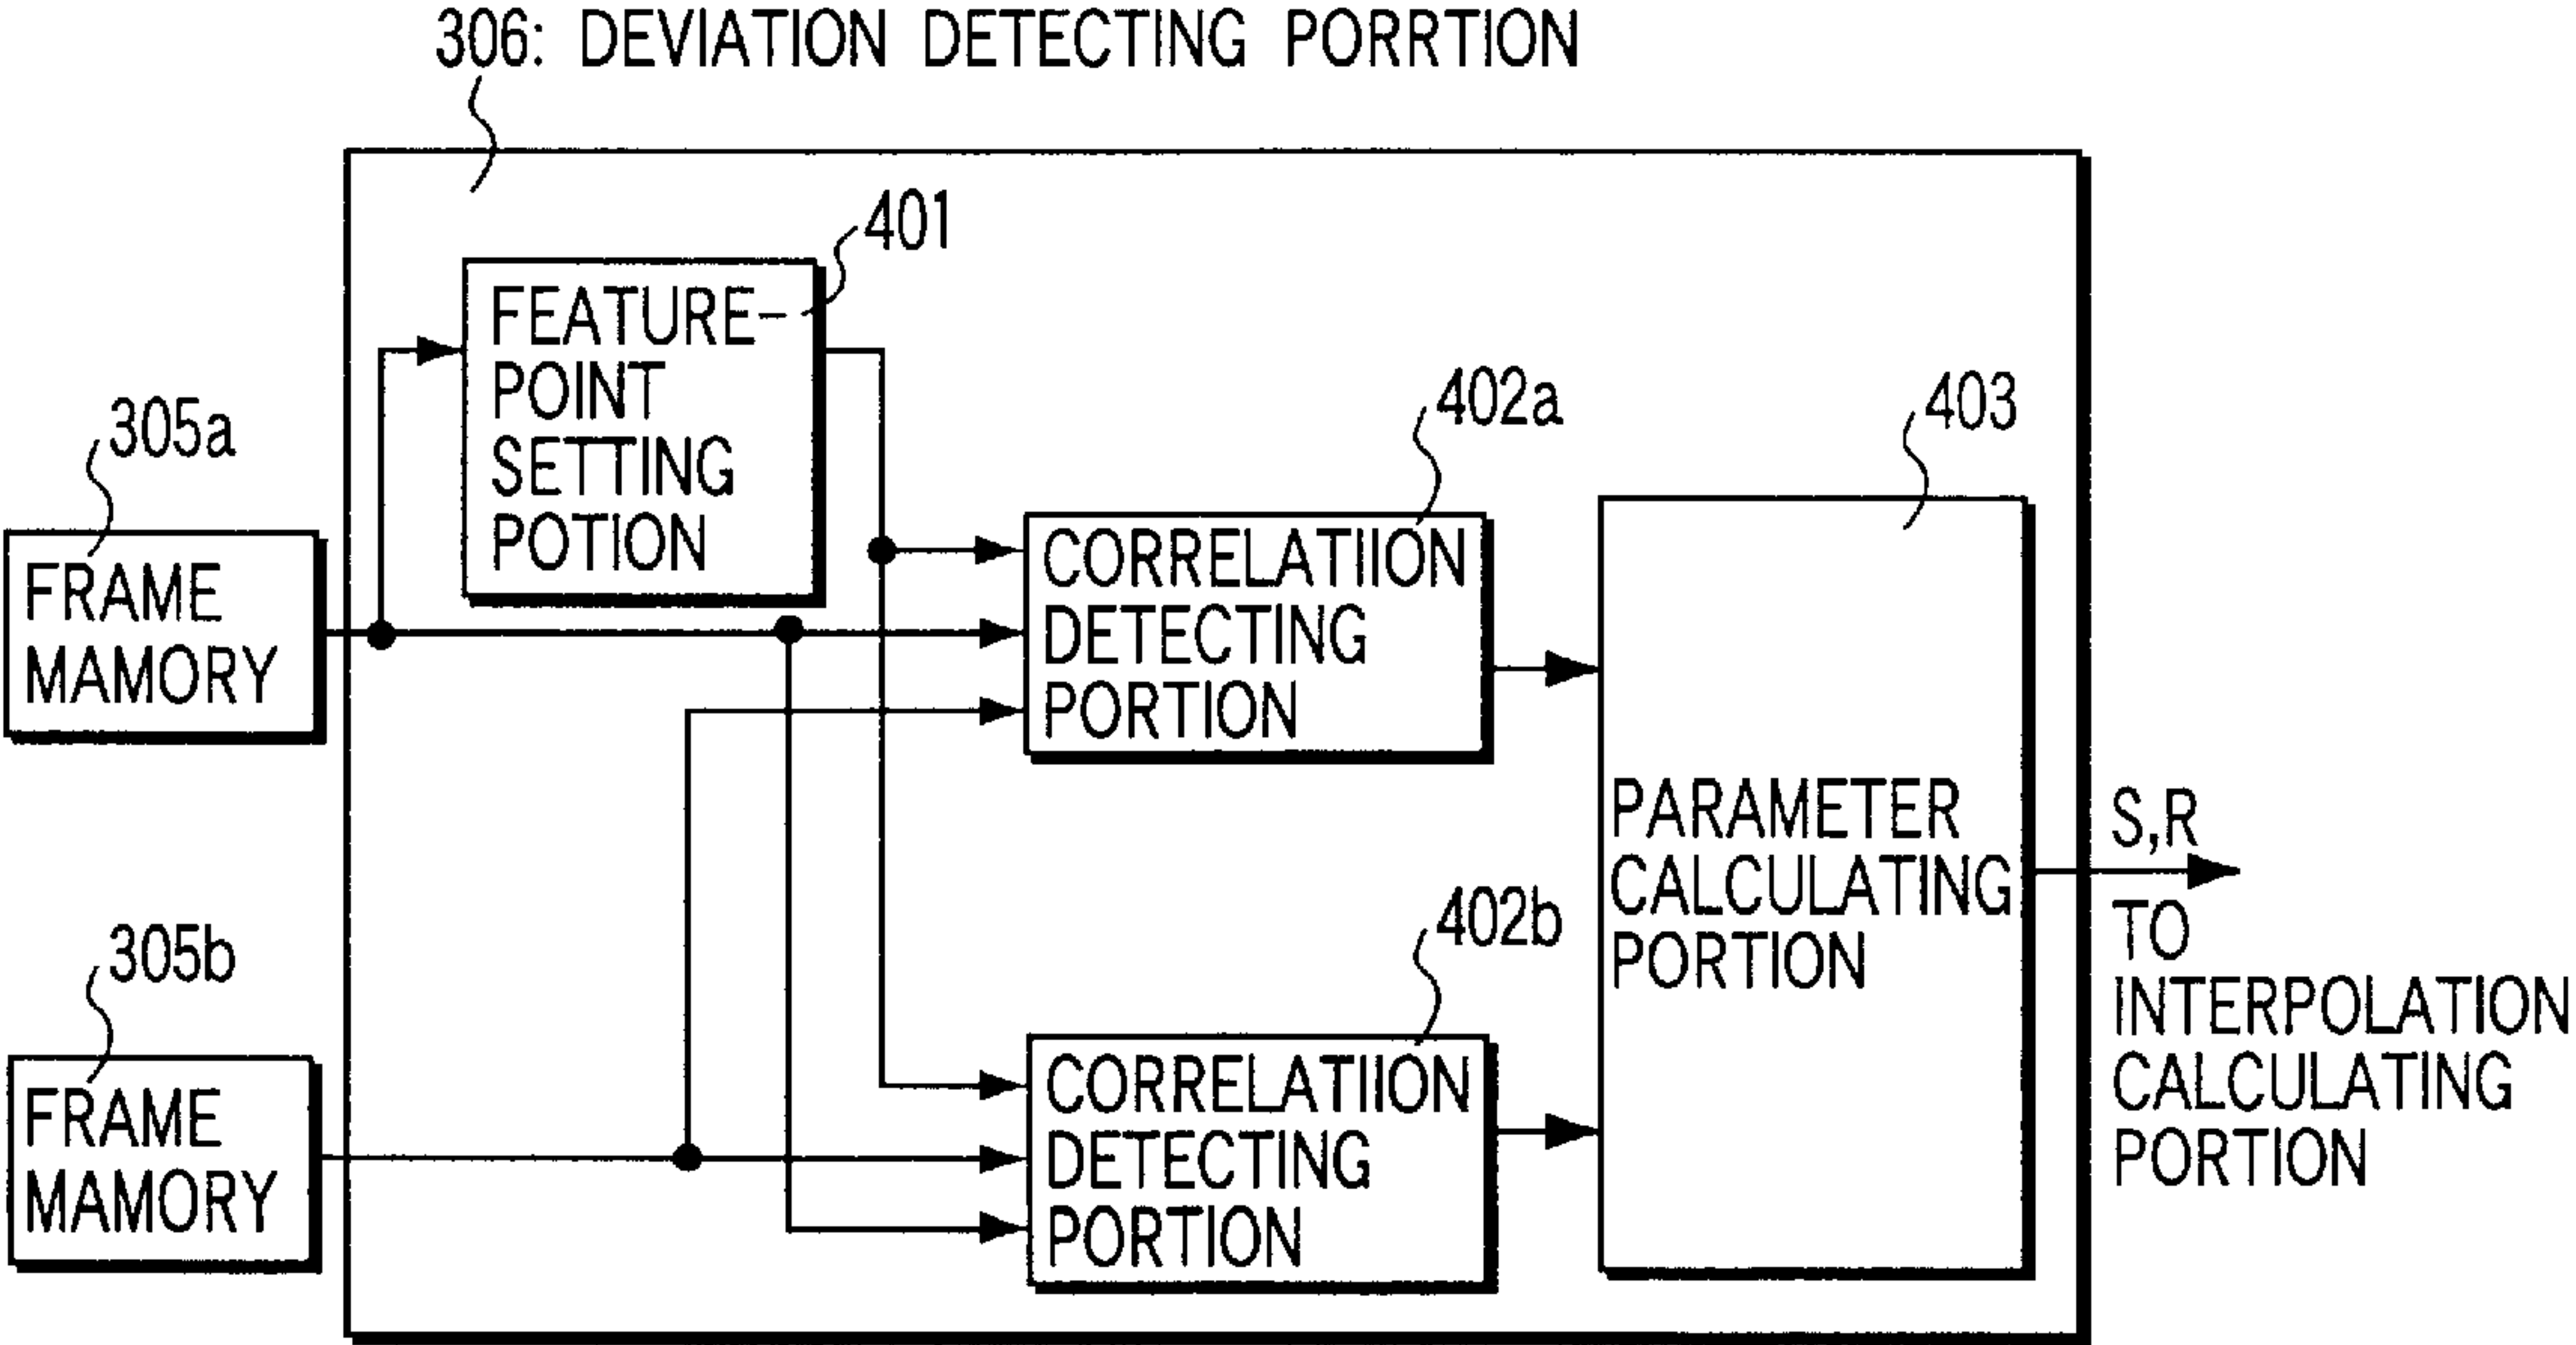 306: DEVIATION DETECTING PORRTION
401
FEATURE-
POINT
SETTING
POTION
305a
FRAME
MAMORY
402a
CORRELATIION
DETECTING
PORTION
403
PARAMETER
CALCULATING
PORTION
S,R
TO
INTERPOLATION
CALCULATING
PORTION
305b
FRAME
MAMORY
402b
CORRELATIION
DETECTING
PORTION